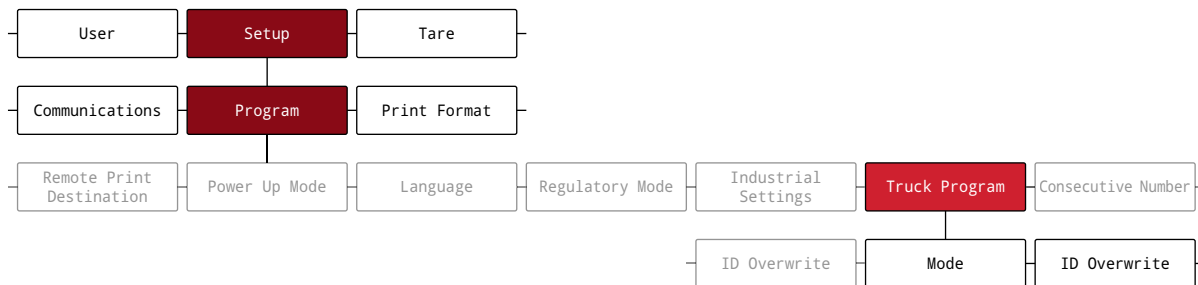 User
Setup
Tare
Communications
Program
Print Format
Remote Print
Destination
Power Up Mode
Language
Regulatory Mode
Industrial
Settings
Truck Program
Consecutive Number
ID Overwrite
Mode
ID Overwrite